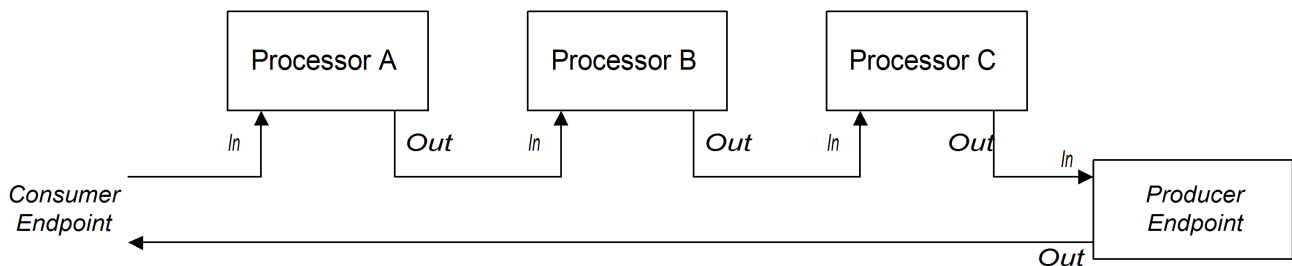 Processor A
Processor B
Processor C
In
Out
In
Out
In
Out
In
Consumer
Endpoint
Producer
Endpoint
Out